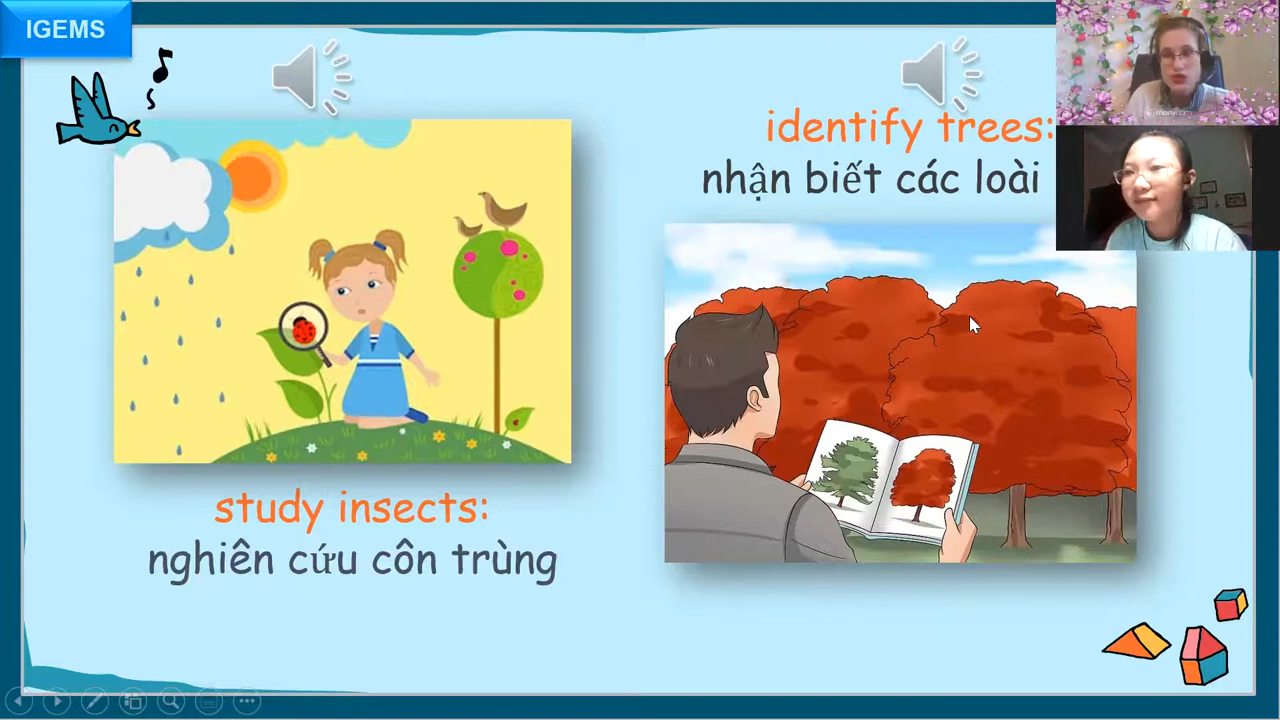 IGEMS
identify trees:
nhận biết các loài
study insects:
nghiên cứu côn trùng